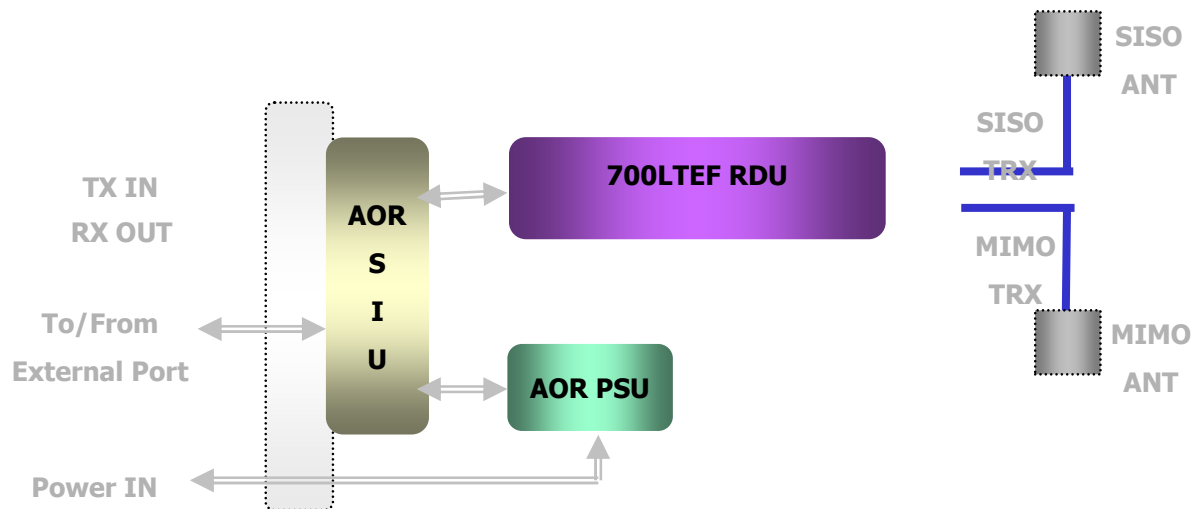 SISO
ANT
SISO
TRX
700LTEF RDU
TX IN
RX OUT
AOR
S
I
U
MIMO
TRX
To/From
External Port
MIMO
ANT
AOR PSU
Power IN